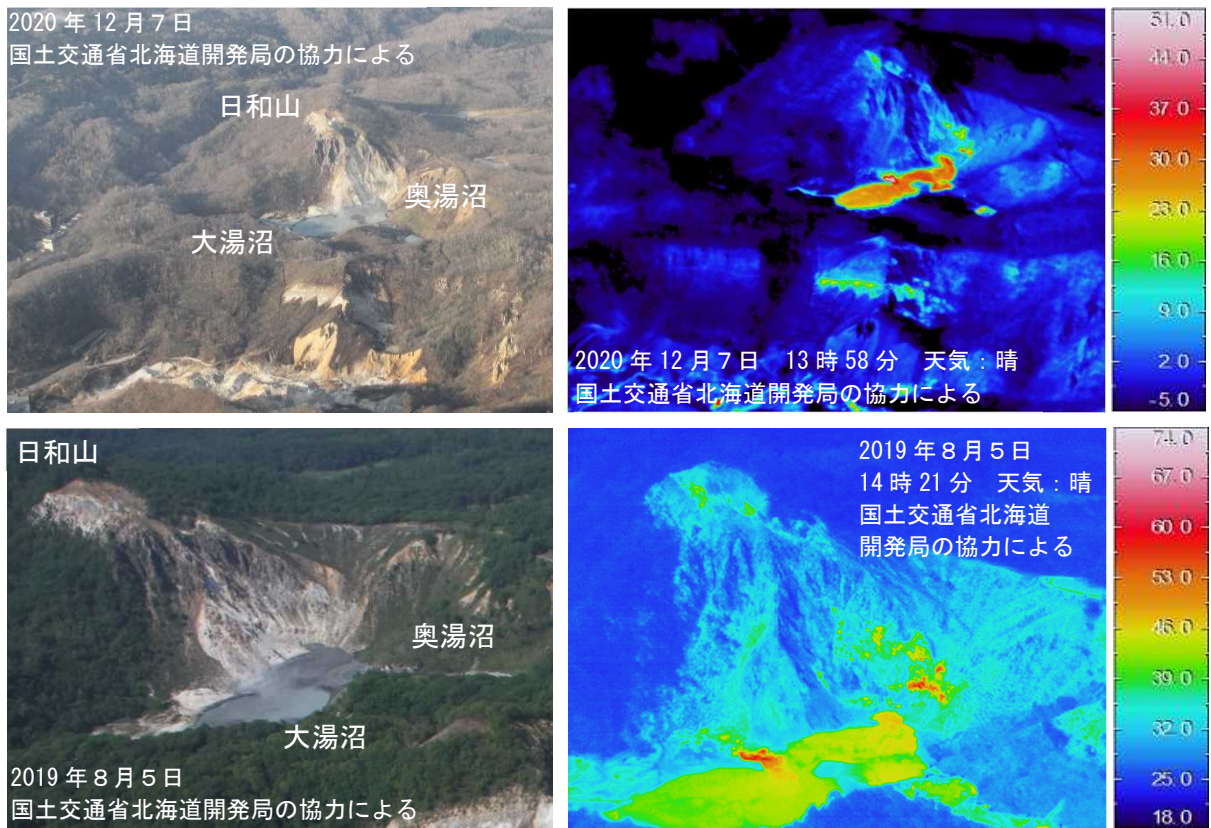 2020年12月7日
国土交通省北海道開発局の協力による
日和山
奥湯沼
大湯沼
2020年12月7日 13時58分 天気：晴
国土交通省北海道開発局の協力による
51.0
44.0
37.0
30.0
23.0
16.0
9.0
2.0
-5.0
日和山
奥湯沼
大湯沼
2019年8月5日
国土交通省北海道開発局の協力による
2019年8月5日
14時21分 天気：晴
国土交通省北海道
開発局の協力による
74.0
67.0
60.0
53.0
46.0
39.0
32.0
25.0
18.0